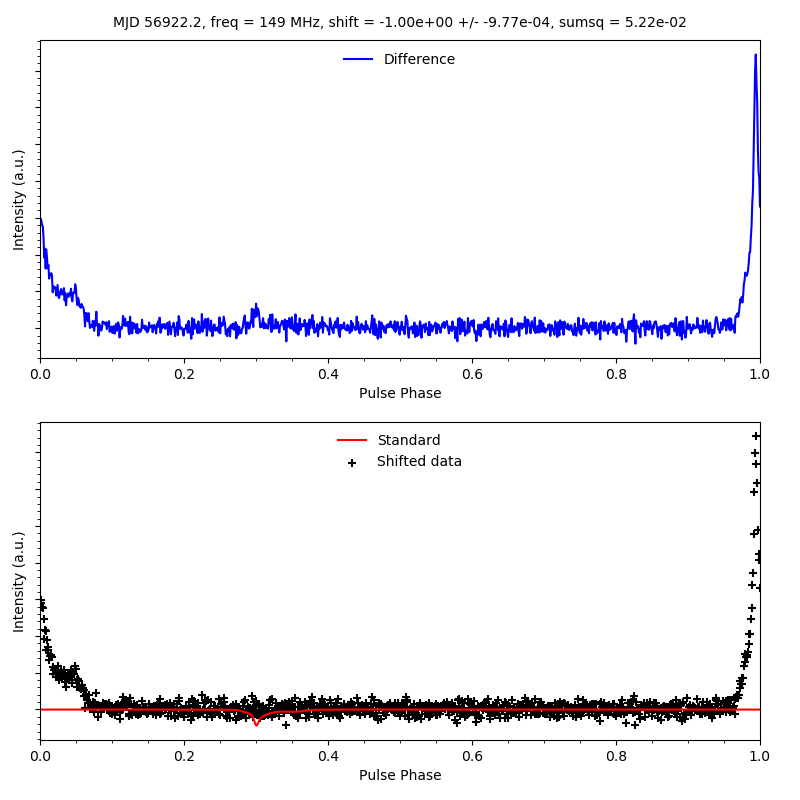 MJD 56922.2, freq = 149 MHz, shift = -1.00e+00 +/- -9.77e-04, sumsq = 5.22e-02
Difference
Intensity (a.u.)
0.0 0.2 0.4 0.6 0.8 1.0
Pulse Phase
Standard
Shifted data
Intensity (a.u.)
0.0 0.2 0.4 0.6 0.8 1.0
Pulse Phase